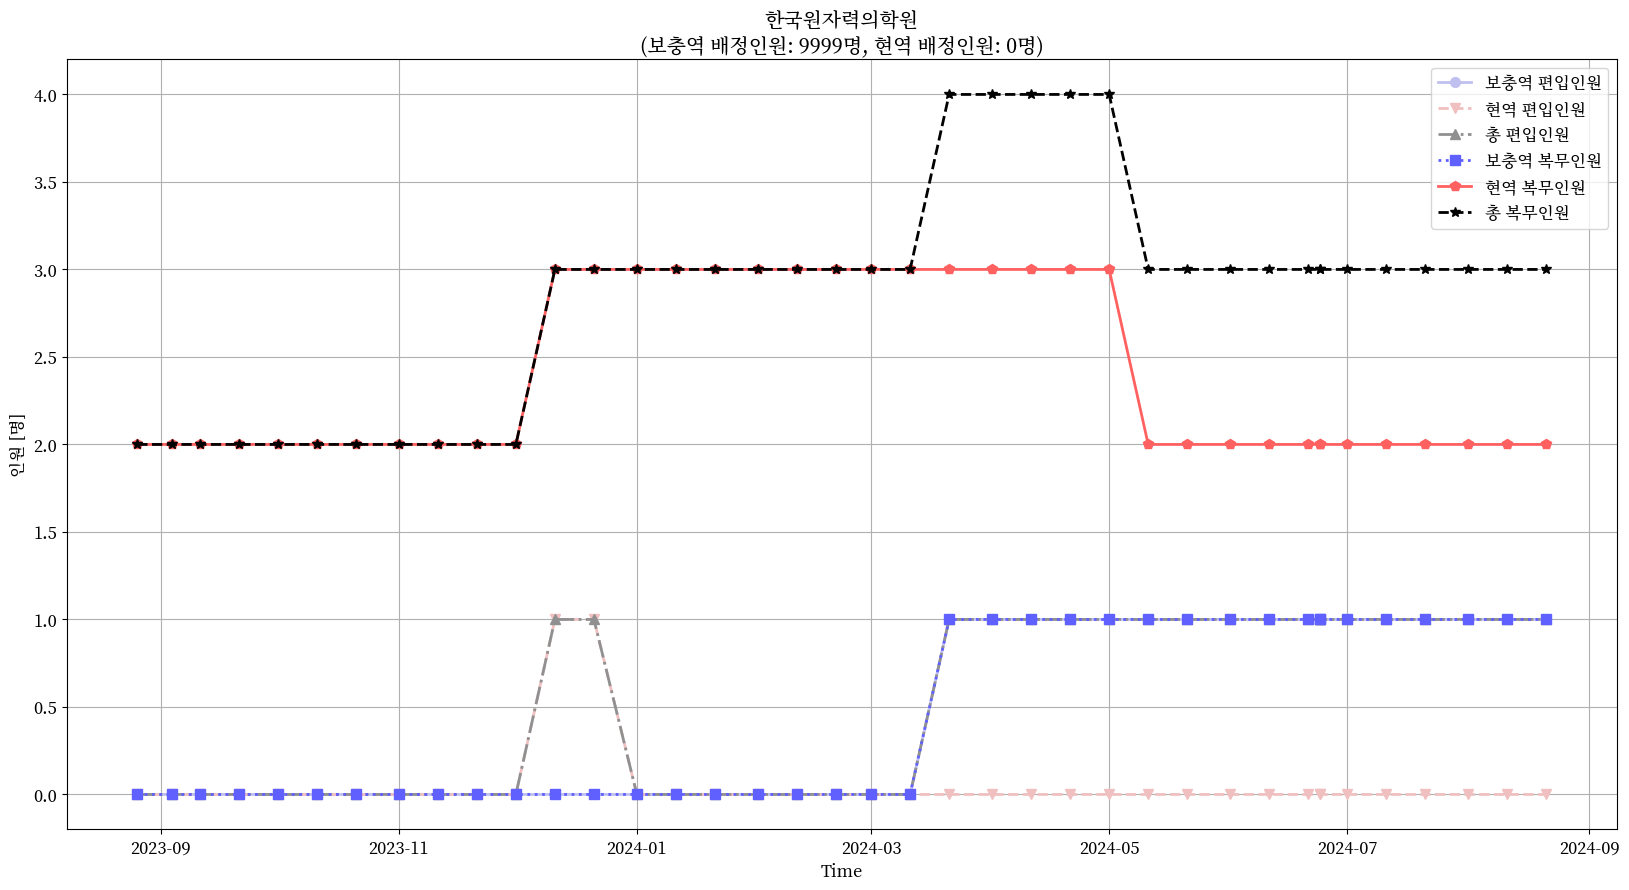 한국원자력의학원
(보충역 배정인원: 9999명, 현역 배정인원: 0명)
보충역 편입인원
현역 편입인원
총 편입인원
보충역 복무인원
현역 복무인원
총 복무인원
4.0
3.5
3.0
2.5
2.0
1.5
1.0
0.5
0.0
인원 [명]
2023-09
2023-11
2024-01
2024-03
2024-05
2024-07
2024-09
Time